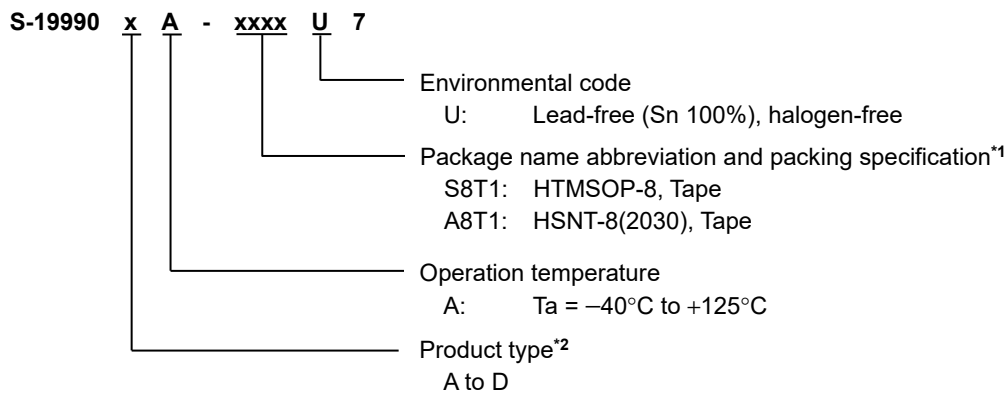 S-19990 x A - xxxx U 7
Environmental code
U: Lead-free (Sn 100%), halogen-free
Package name abbreviation and packing specification*1
S8T1: HTMSOP-8, Tape
A8T1: HSNT-8(2030), Tape
Operation temperature
A: Ta = −40°C to +125°C
Product type*2
A to D